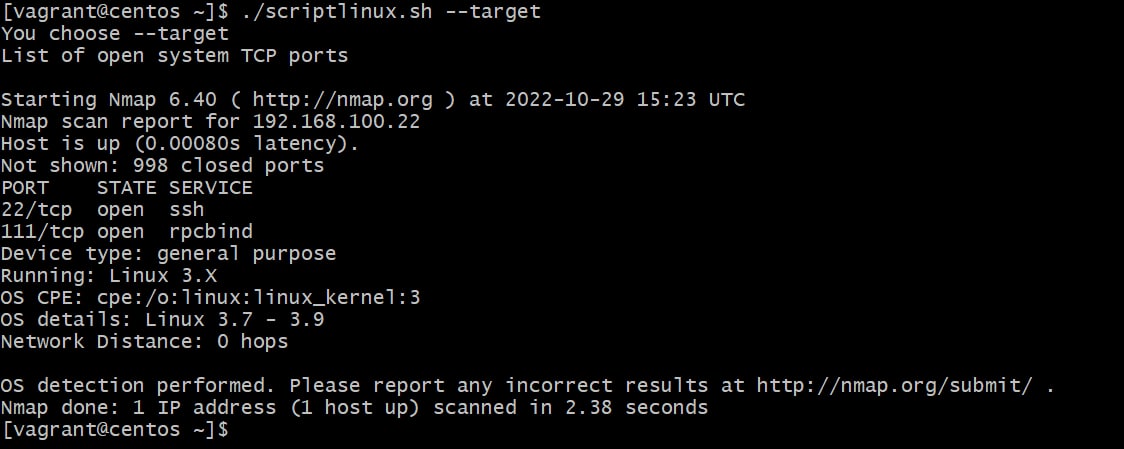 [vagrant@centos ~]$ ./scriptlinux.sh --target
You choose --target
List of open system TCP ports

Starting Nmap 6.40 ( http://nmap.org ) at 2022-10-29 15:23 UTC
Nmap scan report for 192.168.100.22
Host is up (0.00080s latency).
Not shown: 998 closed ports
PORT    STATE SERVICE
22/tcp  open  ssh
111/tcp open  rpcbind
Device type: general purpose
Running: Linux 3.X
OS CPE: cpe:/o:linux:linux_kernel:3
OS details: Linux 3.7 - 3.9
Network Distance: 0 hops

OS detection performed. Please report any incorrect results at http://nmap.org/submit/ .
Nmap done: 1 IP address (1 host up) scanned in 2.38 seconds
[vagrant@centos ~]$